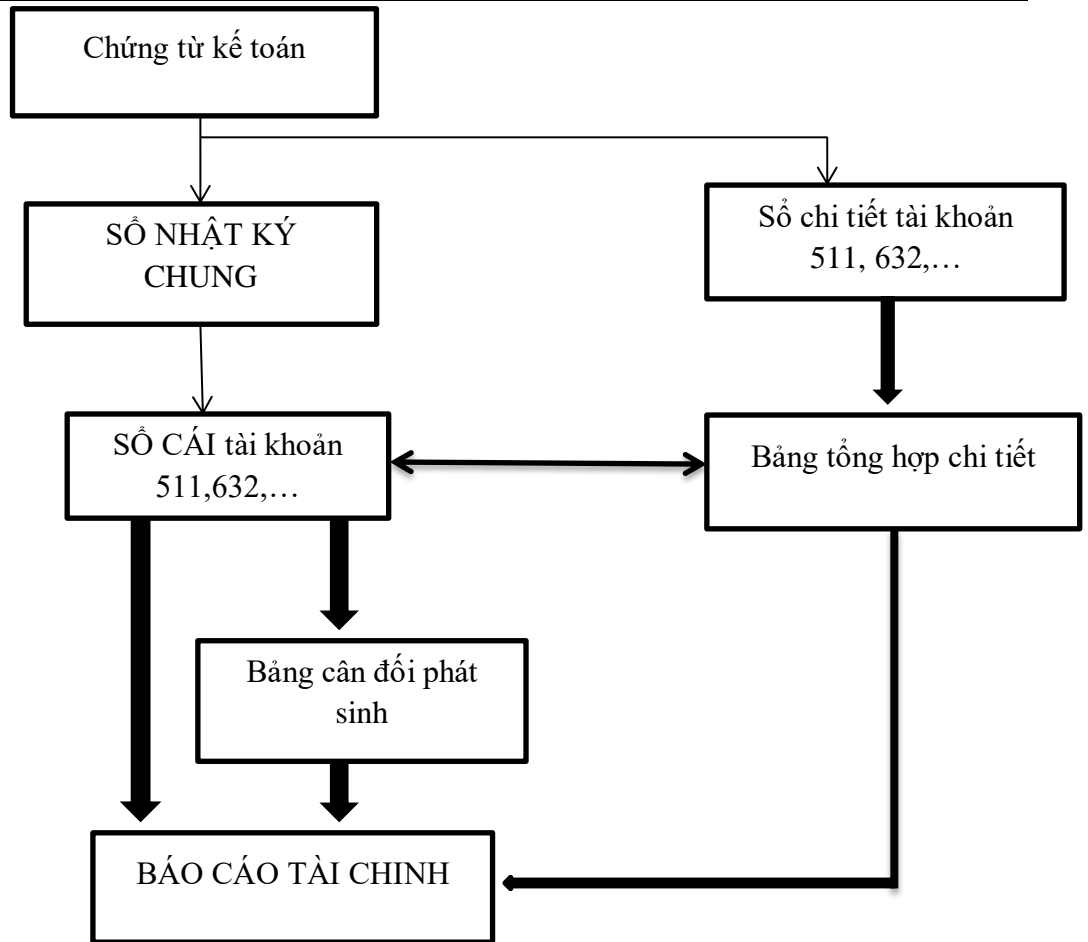 Chứng từ kế toán
SỔ NHẬT KÝ
CHUNG
Sổ chi tiết tài khoản
511, 632,…
SỔ CÁI tài khoản
511,632,…
Bảng tổng hợp chi tiết
Bảng cân đối phát
sinh
BÁO CÁO TÀI CHINH